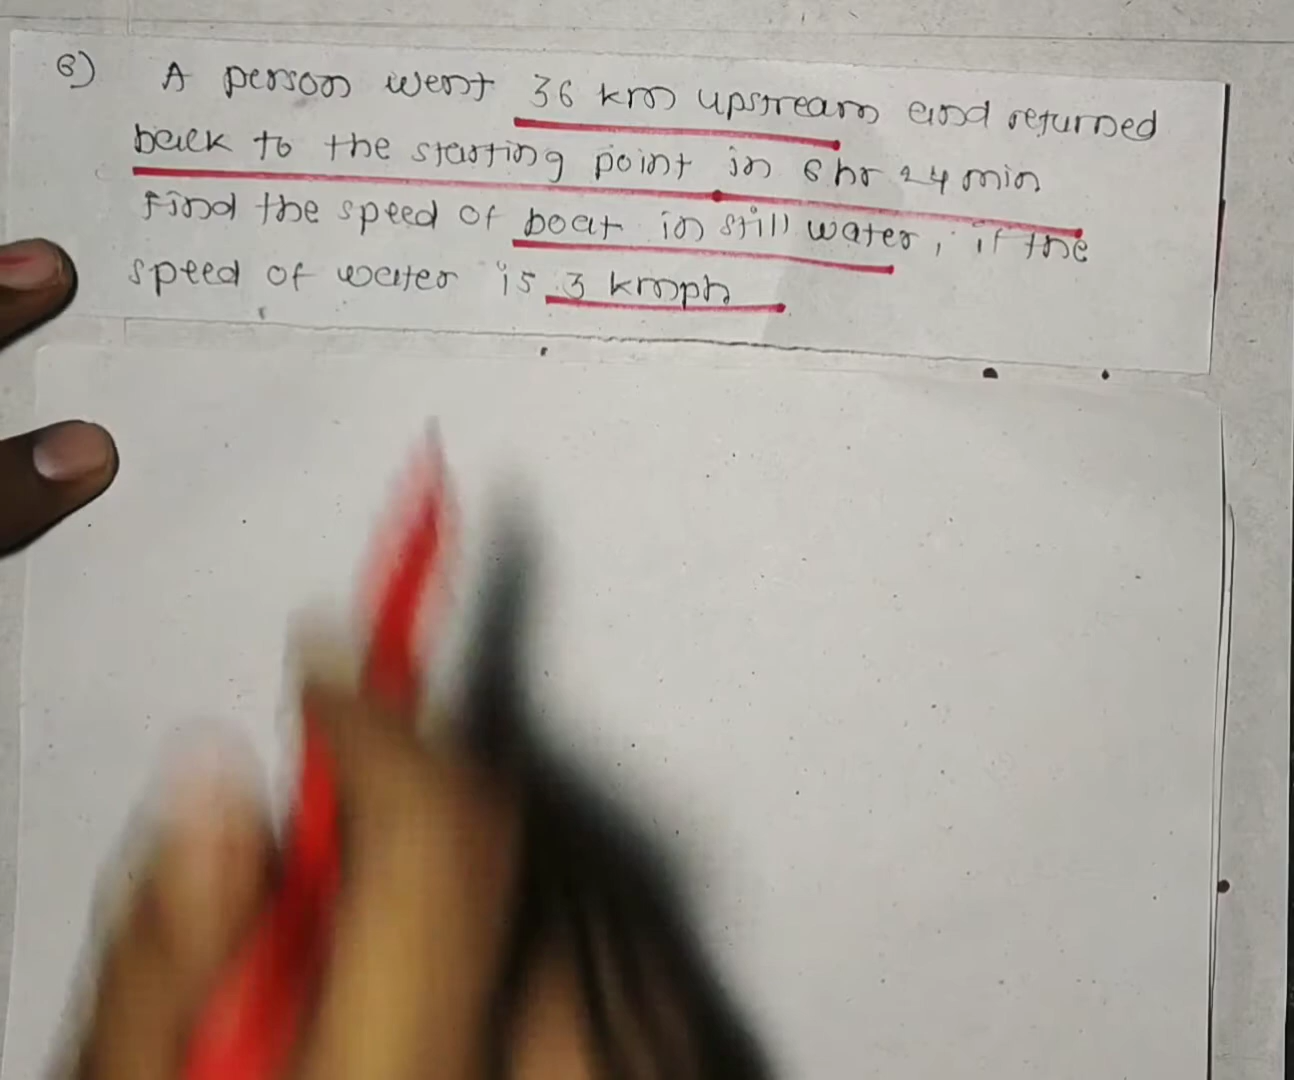 6) A person went 36 km upstream and returned
back to the starting point in 6 hr 24 min
Find the speed of boat in still water, if the
speed of water is 3 kmph